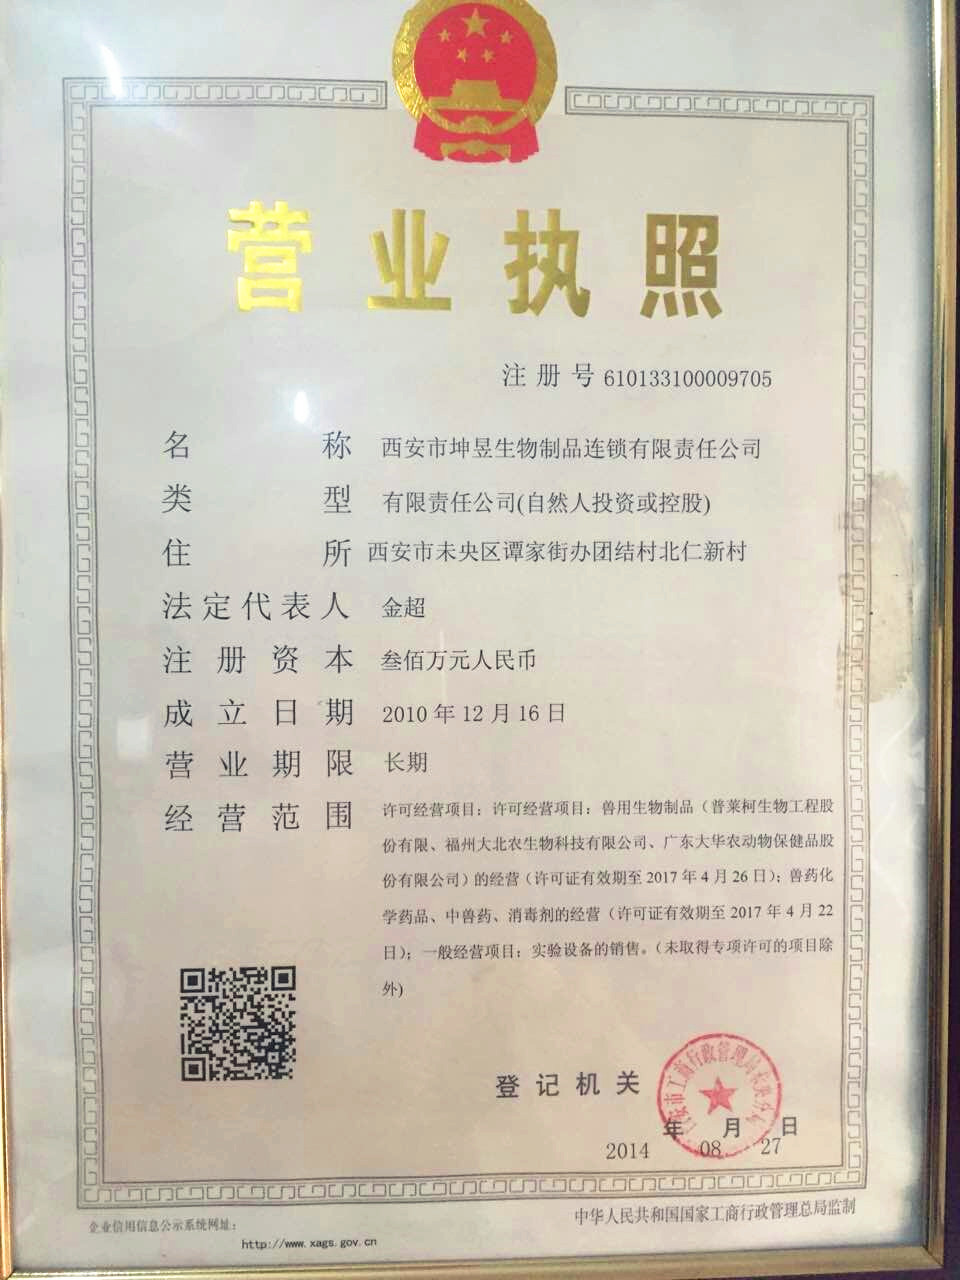 营业执照
注册号 610133100009705
名称 西安市坤昱生物制品连锁有限责任公司
类型 有限责任公司(自然人投资或控股)
住所 西安市未央区谭家街办团结村北仁新村
法定代表人 金超
注册资本 叁佰万元人民币
成立日期 2010年12月16日
营业期限 长期
经营范围 许可经营项目：许可经营项目：兽用生物制品（普莱柯生物工程股
份有限、福州大北农生物科技有限公司、广东大华农动物保健品股
份有限公司）的经营（许可证有效期至2017年4月26日）；兽药化
学药品、中兽药、消毒剂的经营（许可证有效期至2017年4月22
日）；一般经营项目：实验设备的销售。（未取得专项许可的项目除
外)
登记机关
西安市工商行政管理局未央分局
年 月 日
2014 08 27
企业信用信息公示系统网址：
http://www.xags.gov.cn
中华人民共和国国家工商行政管理总局监制